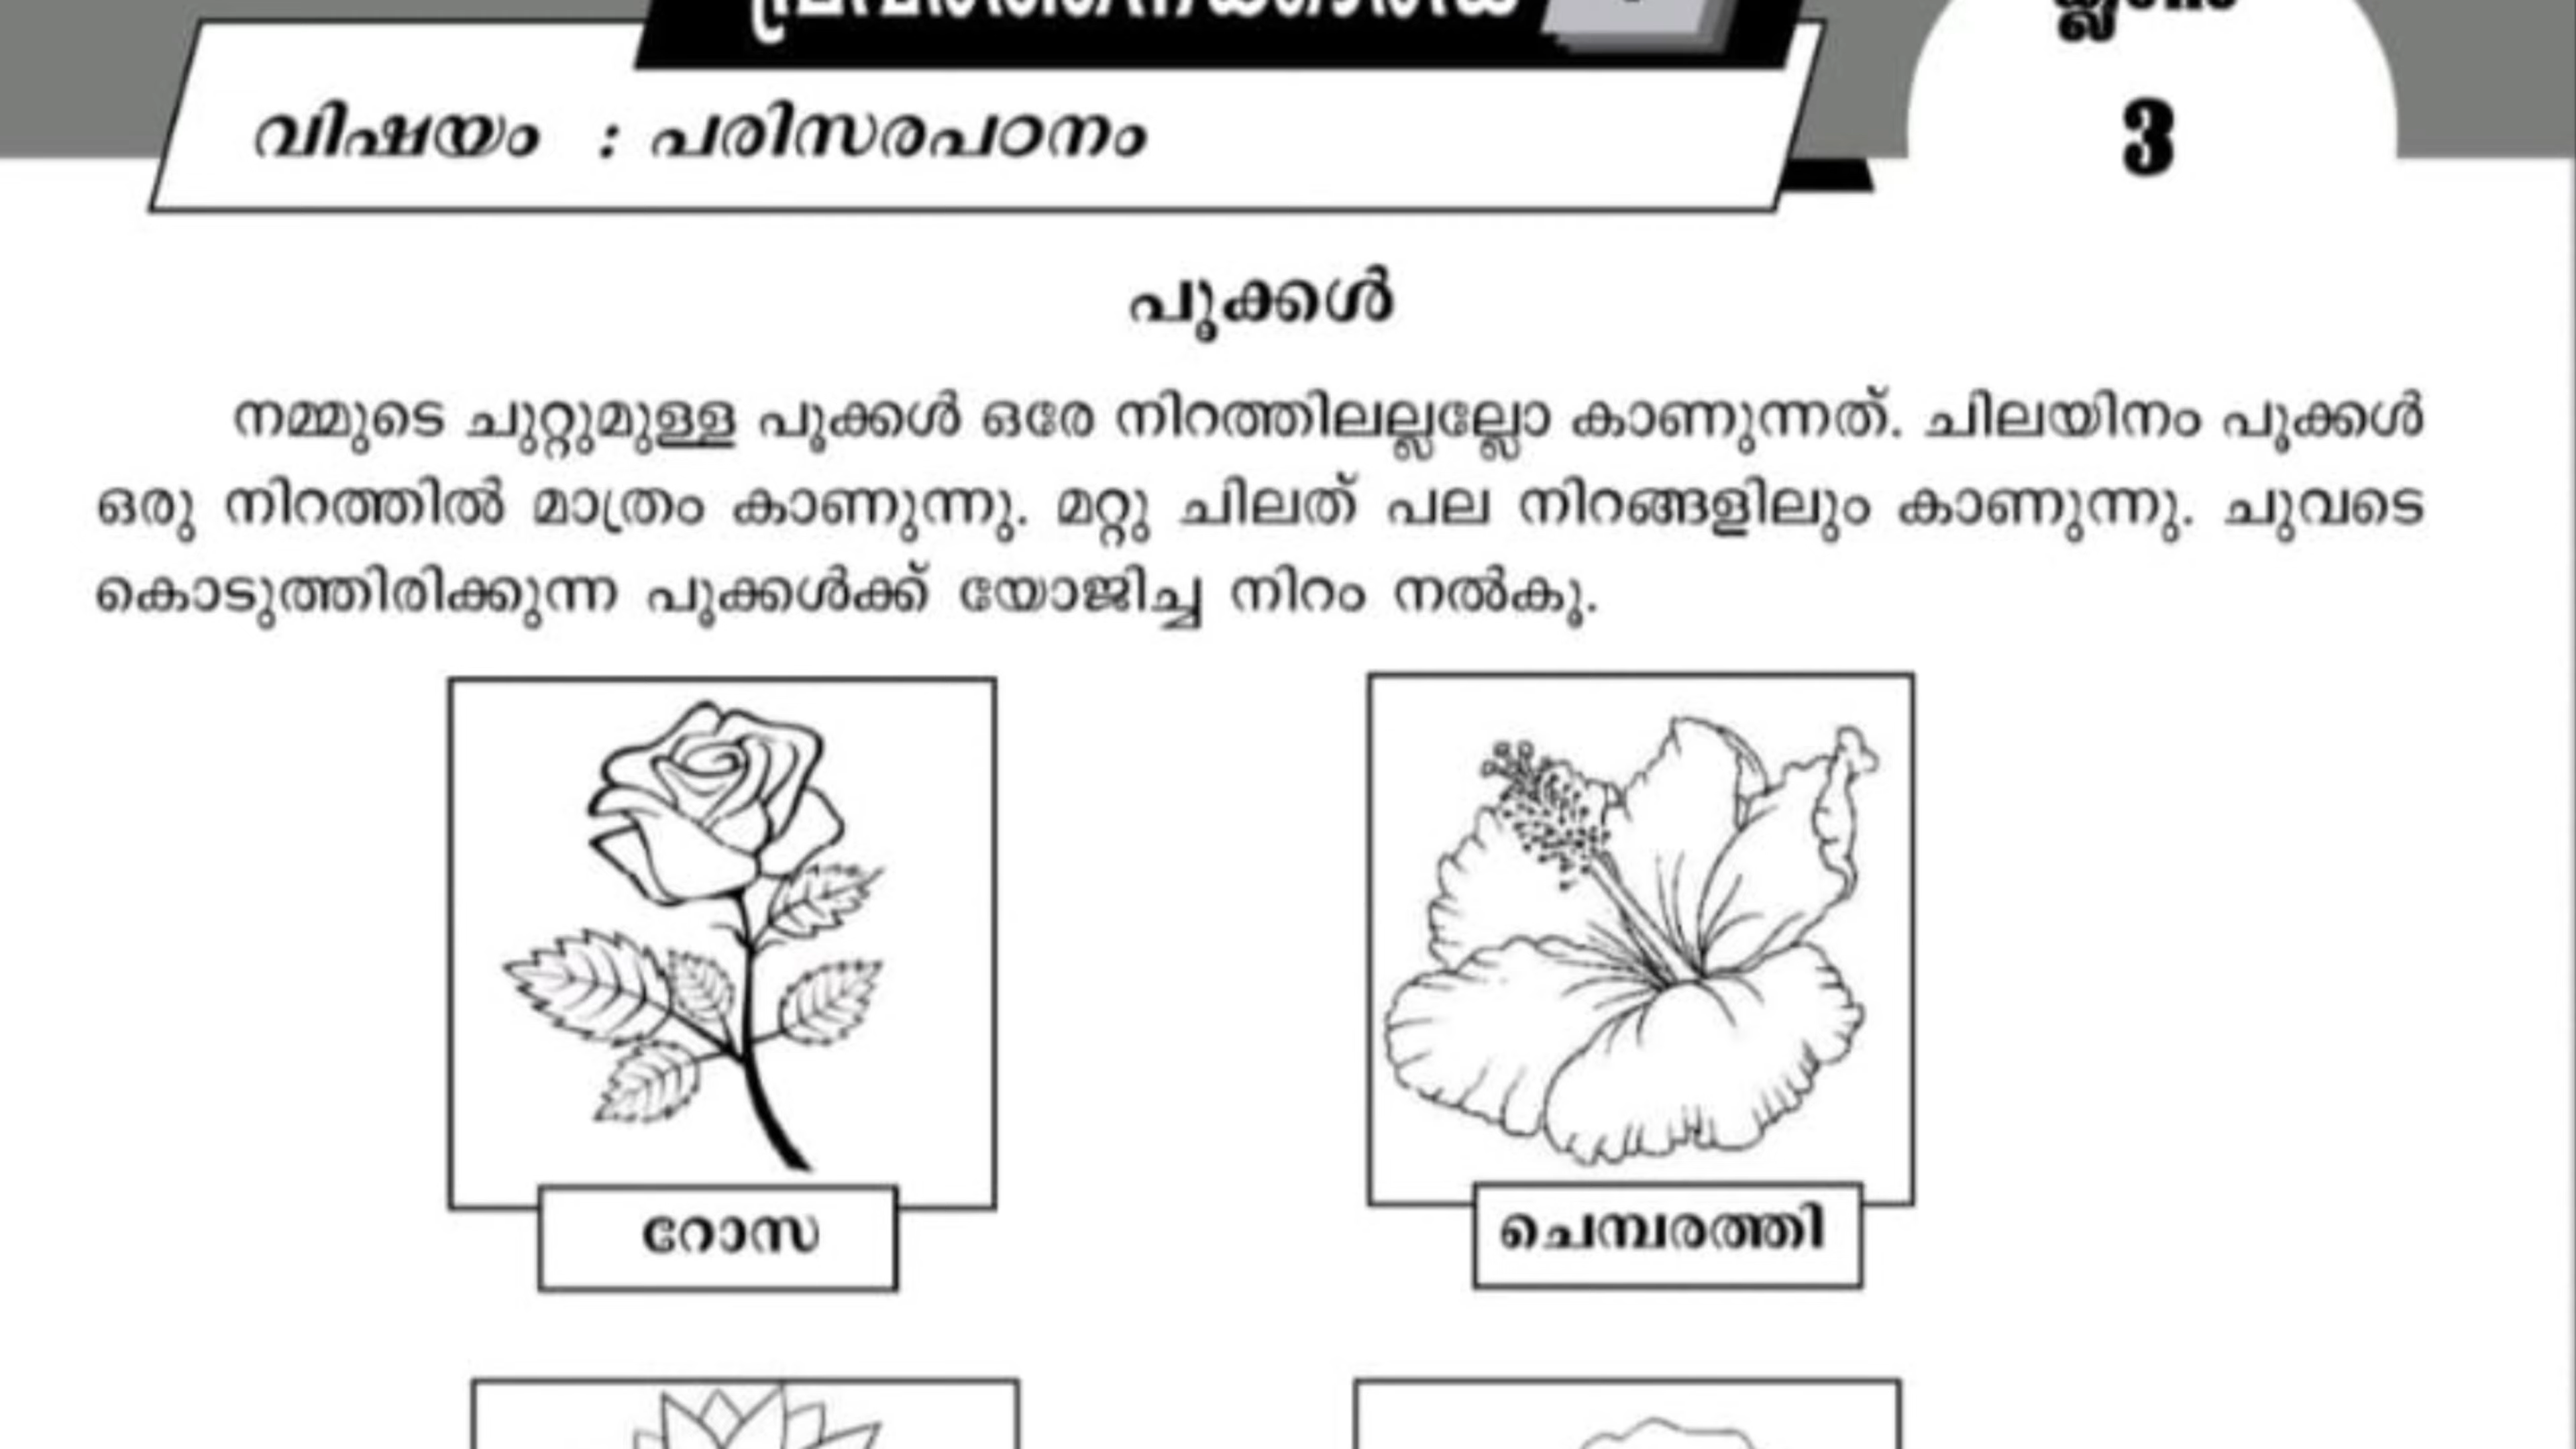 വിഷയം : പരിസരപഠനം
3
പൂക്കൾ
നമ്മുടെ ചുറ്റുമുള്ള പൂക്കൾ ഒരേ നിറത്തിലല്ലല്ലോ കാണുന്നത്. ചിലയിനം പൂക്കൾ
ഒരു നിറത്തിൽ മാത്രം കാണുന്നു. മറ്റു ചിലത് പല നിറങ്ങളിലും കാണുന്നു. ചുവടെ
കൊടുത്തിരിക്കുന്ന പൂക്കൾക്ക് യോജിച്ച നിറം നൽകൂ.
റോസ
ചെമ്പരത്തി